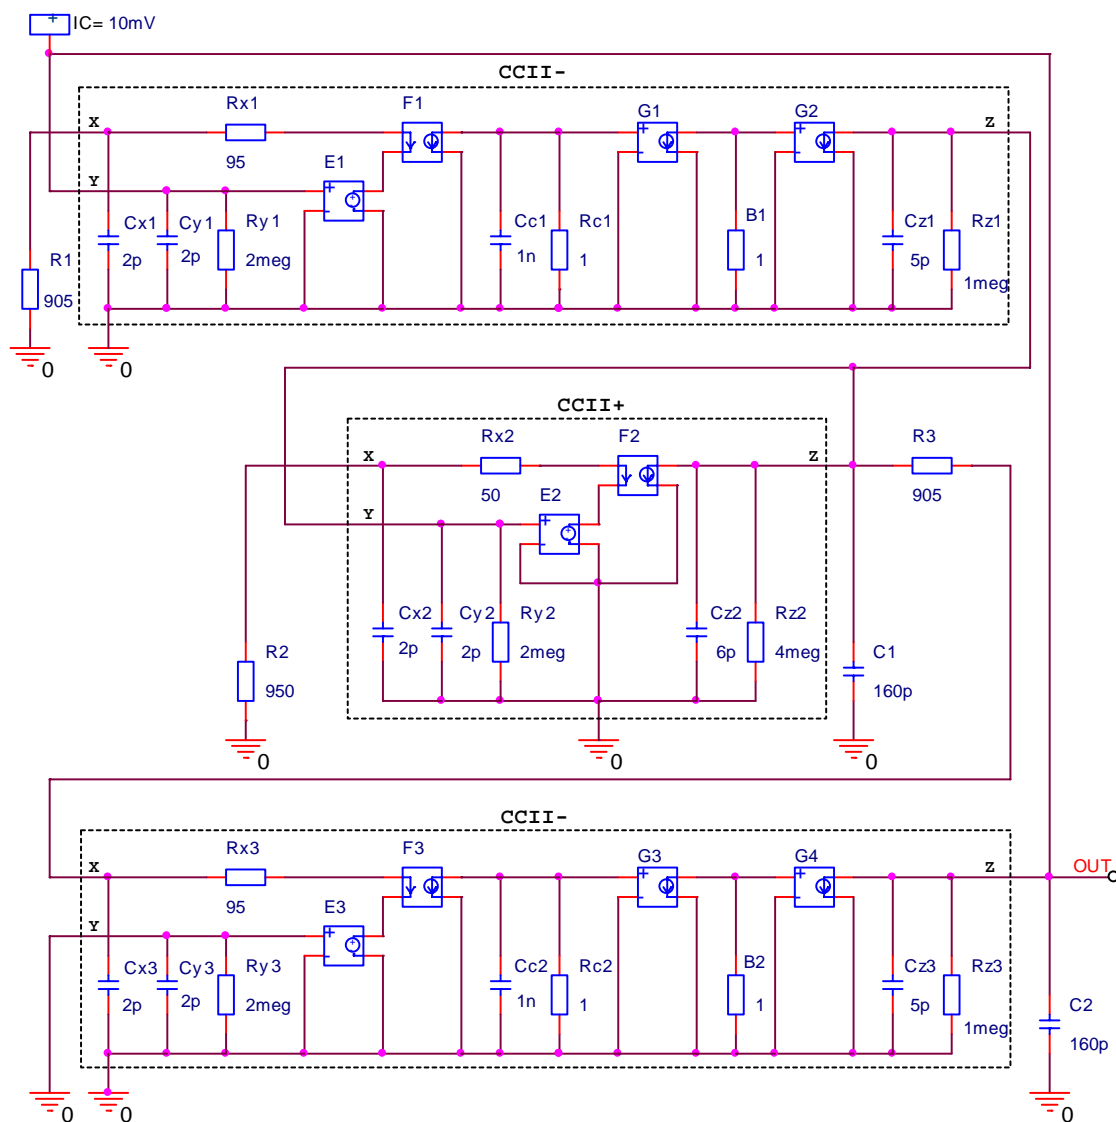 IC= 10mV
CCII-
X
Rx1
95
F1
G1
G2
Z
Y
E1
R1
905
Cx1
2p
Cy1
2p
Ry1
2meg
Cc1
1n
Rc1
1
B1
1
Cz1
5p
Rz1
1meg
0
0
CCII+
X
Rx2
50
F2
Z
R3
905
Y
E2
R2
950
Cx2
2p
Cy2
2p
Ry2
2meg
Cz2
6p
Rz2
4meg
C1
160p
0
0
0
CCII-
X
Rx3
95
F3
G3
G4
Z
OUT
Y
E3
Cx3
2p
Cy3
2p
Ry3
2meg
Cc2
1n
Rc2
1
B2
1
Cz3
5p
Rz3
1meg
C2
160p
0
0
0